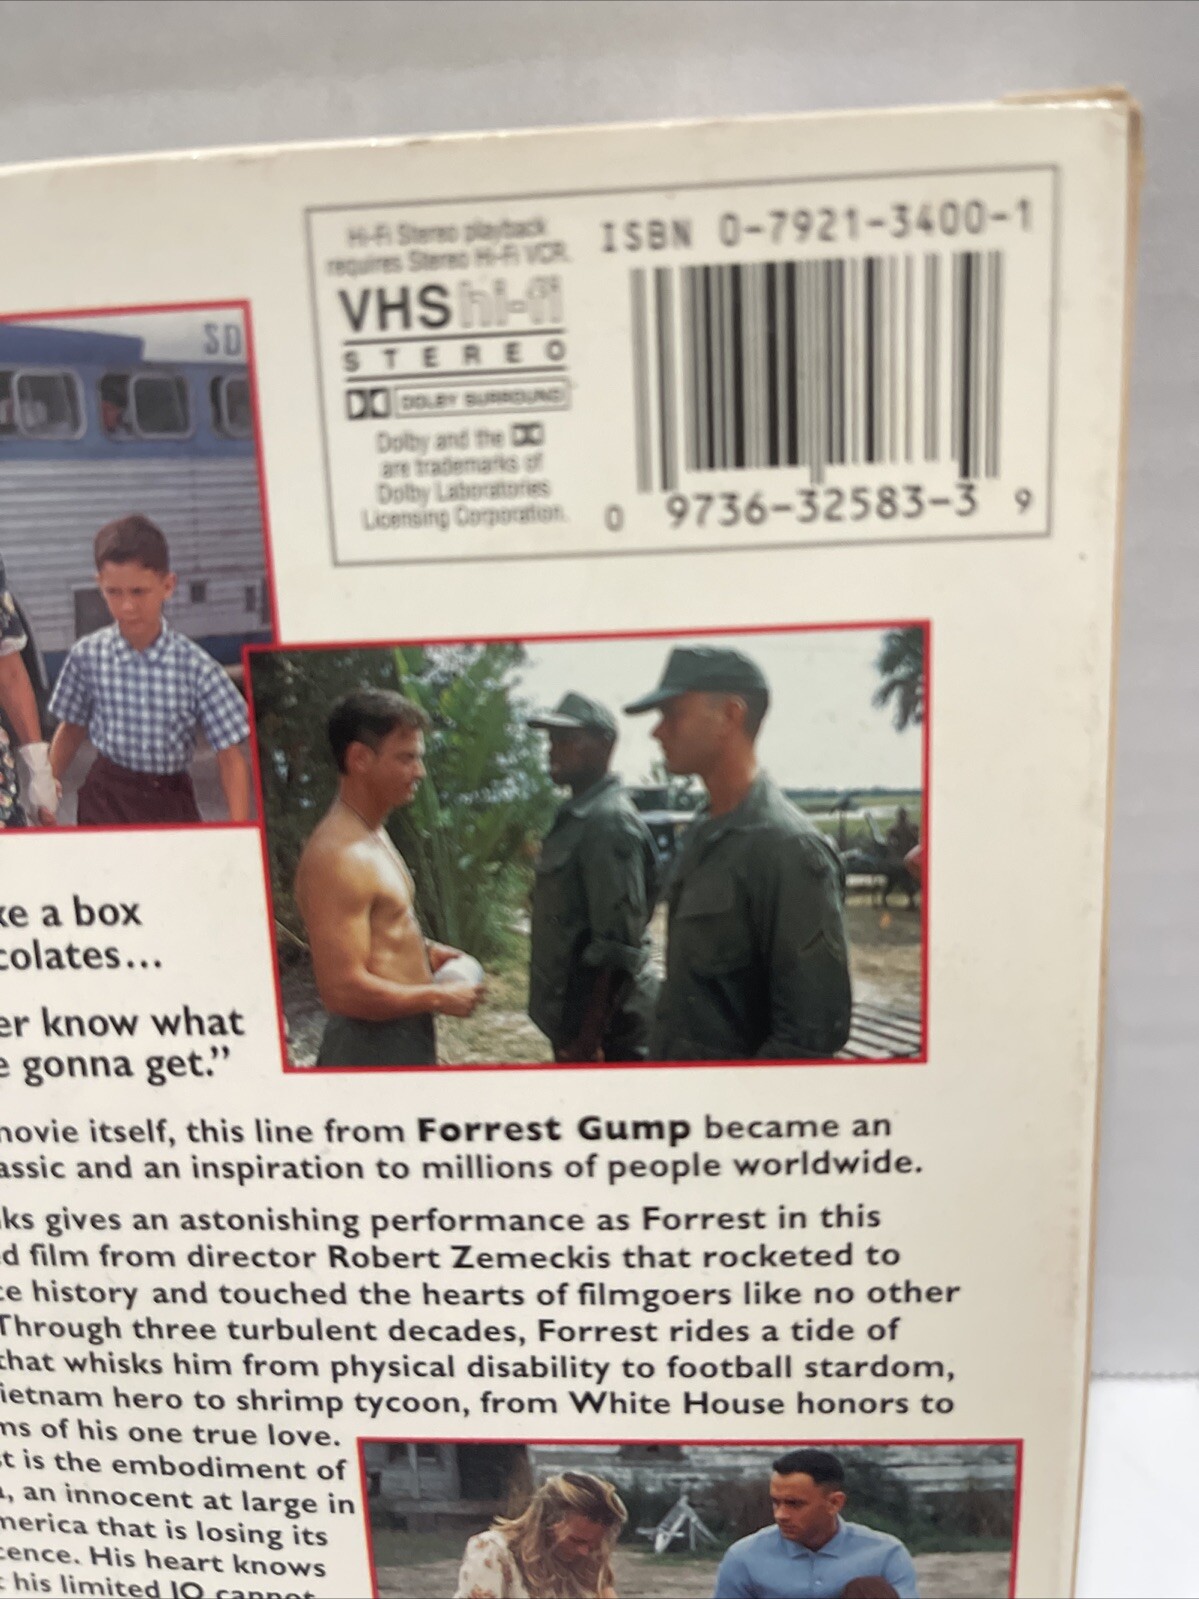 Hi-Fi Stereo playback
requires Stereo Hi-Fi VCR.
VHS hi-fi
STEREO
DOLBY SURROUND
Dolby and the
are trademarks of
Dolby Laboratories
Licensing Corporation.
ISBN 0-7921-3400-1
0 9736-32583-3 9
SO
ke a box
colates...
er know what
e gonna get.”
movie itself, this line from Forrest Gump became an
assic and an inspiration to millions of people worldwide.
ks gives an astonishing performance as Forrest in this
d film from director Robert Zemeckis that rocketed to
ce history and touched the hearts of filmgoers like no other
Through three turbulent decades, Forrest rides a tide of
that whisks him from physical disability to football stardom,
ietnam hero to shrimp tycoon, from White House honors to
ms of his one true love.
t is the embodiment of
, an innocent at large in
merica that is losing its
cence. His heart knows
his limited IQ cannot